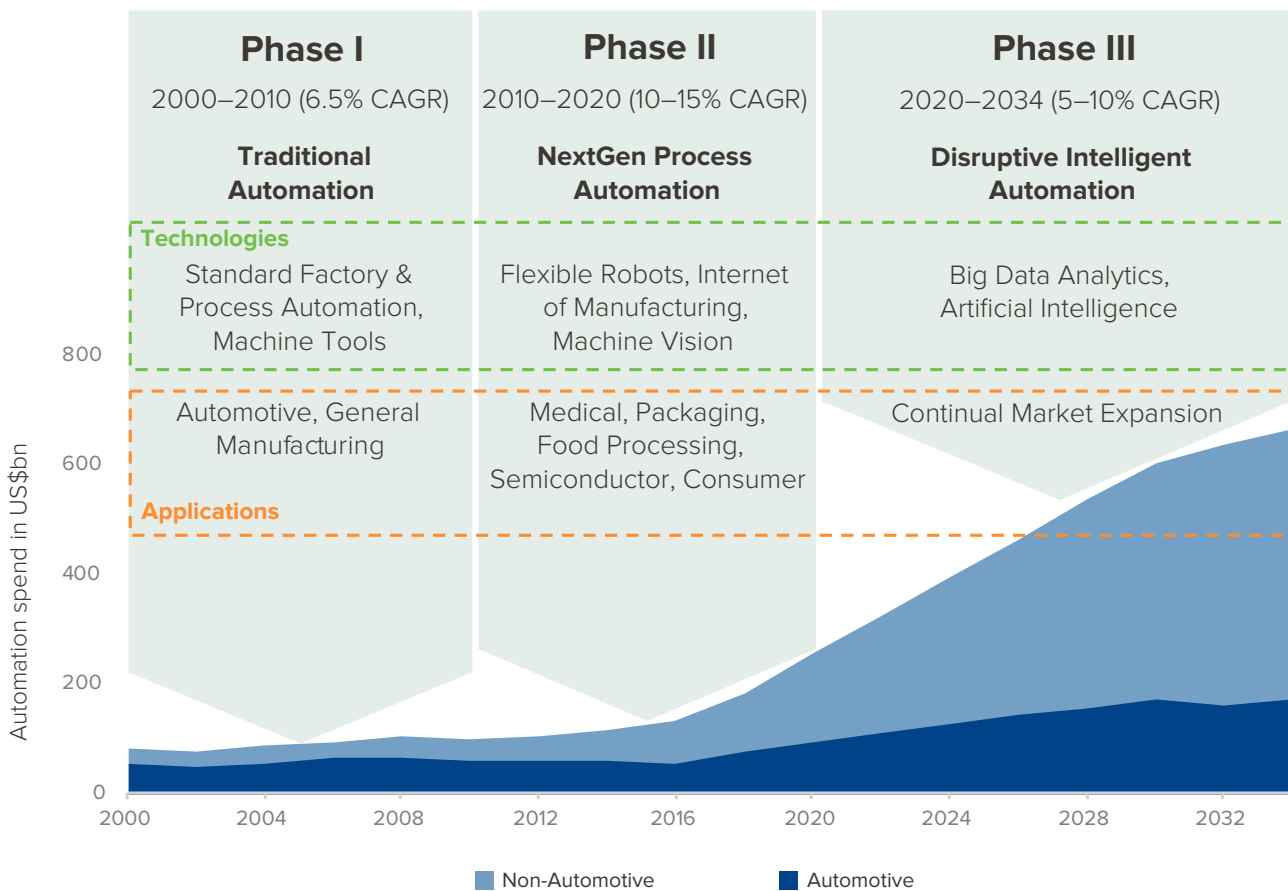 Phase I
2000–2010 (6.5% CAGR)
Traditional
Automation
Phase II
2010–2020 (10–15% CAGR)
NextGen Process
Automation
Phase III
2020–2034 (5–10% CAGR)
Disruptive Intelligent
Automation
Technologies
Standard Factory &
Process Automation,
Machine Tools
Flexible Robots, Internet
of Manufacturing,
Machine Vision
Big Data Analytics,
Artificial Intelligence
Automotive, General
Manufacturing
Medical, Packaging,
Food Processing,
Semiconductor, Consumer
Continual Market Expansion
Applications
Automation spend in US$bn
800
600
400
200
0
2000
2004
2008
2012
2016
2020
2024
2028
2032
Non-Automotive
Automotive